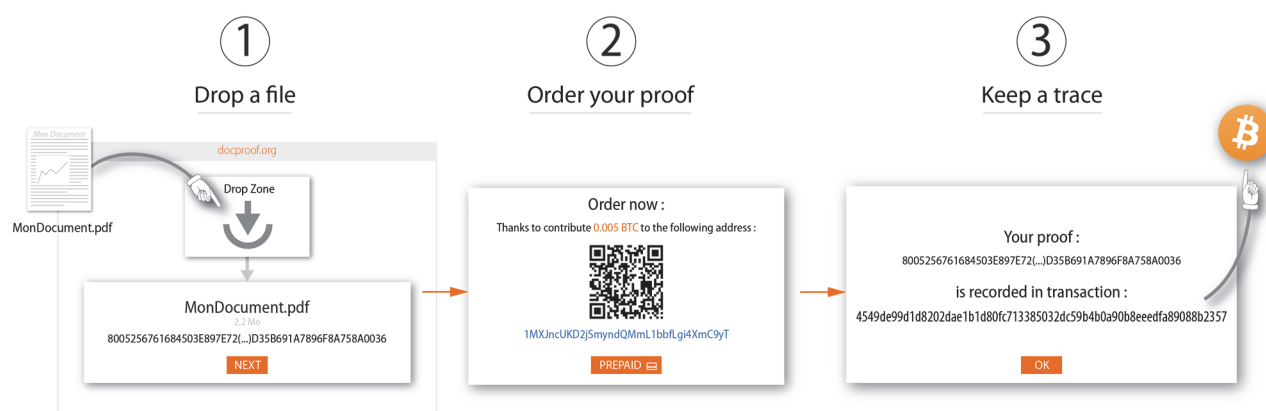 1
Drop a file
Mon Document
MonDocument.pdf
docproof.org
Drop Zone
MonDocument.pdf
2,2 Mo
8005256761684503E897E72(...)D35B691A7896F8A758A0036
NEXT
2
Order your proof
Order now :
Thanks to contribute 0.005 BTC to the following address :
1MXJncUKD2jSmyndQMmL1bbfLgi4XmC9yT
PREPAID
3
Keep a trace
Your proof :
8005256761684503E897E72(...)D35B691A7896F8A758A0036
is recorded in transaction :
4549de99d1d8202dae1b1d80fc713385032dc59b4b0a90b8eeedfa89088b2357
OK